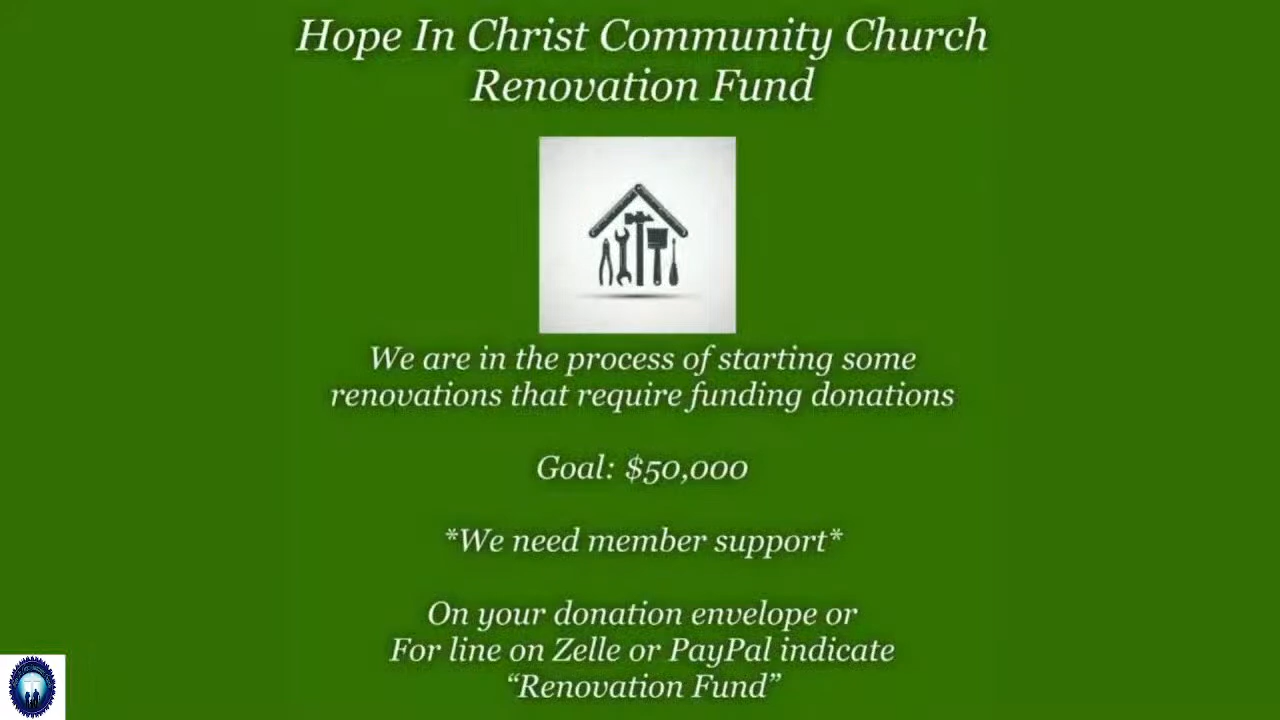 Hope In Christ Community Church
Renovation Fund
We are in the process of starting some
renovations that require funding donations
Goal: $50,000
*We need member support*
On your donation envelope or
For line on Zelle or PayPal indicate
“Renovation Fund”